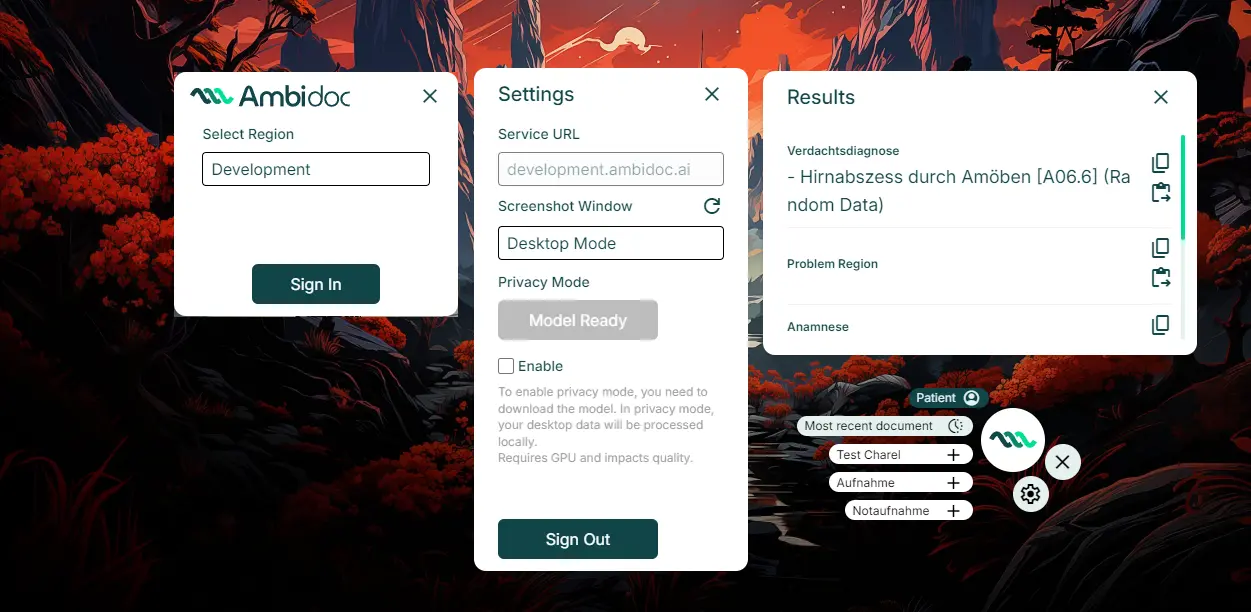 Ambidoc
Select Region
Development
Sign In
Settings
Service URL
development.ambidoc.ai
Screenshot Window
Desktop Mode
Privacy Mode
Model Ready
Enable
To enable privacy mode, you need to
download the model. In privacy mode,
your desktop data will be processed
locally.
Requires GPU and impacts quality.
Sign Out
Results
Verdachtsdiagnose
- Hirnabszess durch Amöben [A06.6] (Ra
ndom Data)
Problem Region
Anamnese
Patient
Most recent document
Test Charel
Aufnahme
Notaufnahme